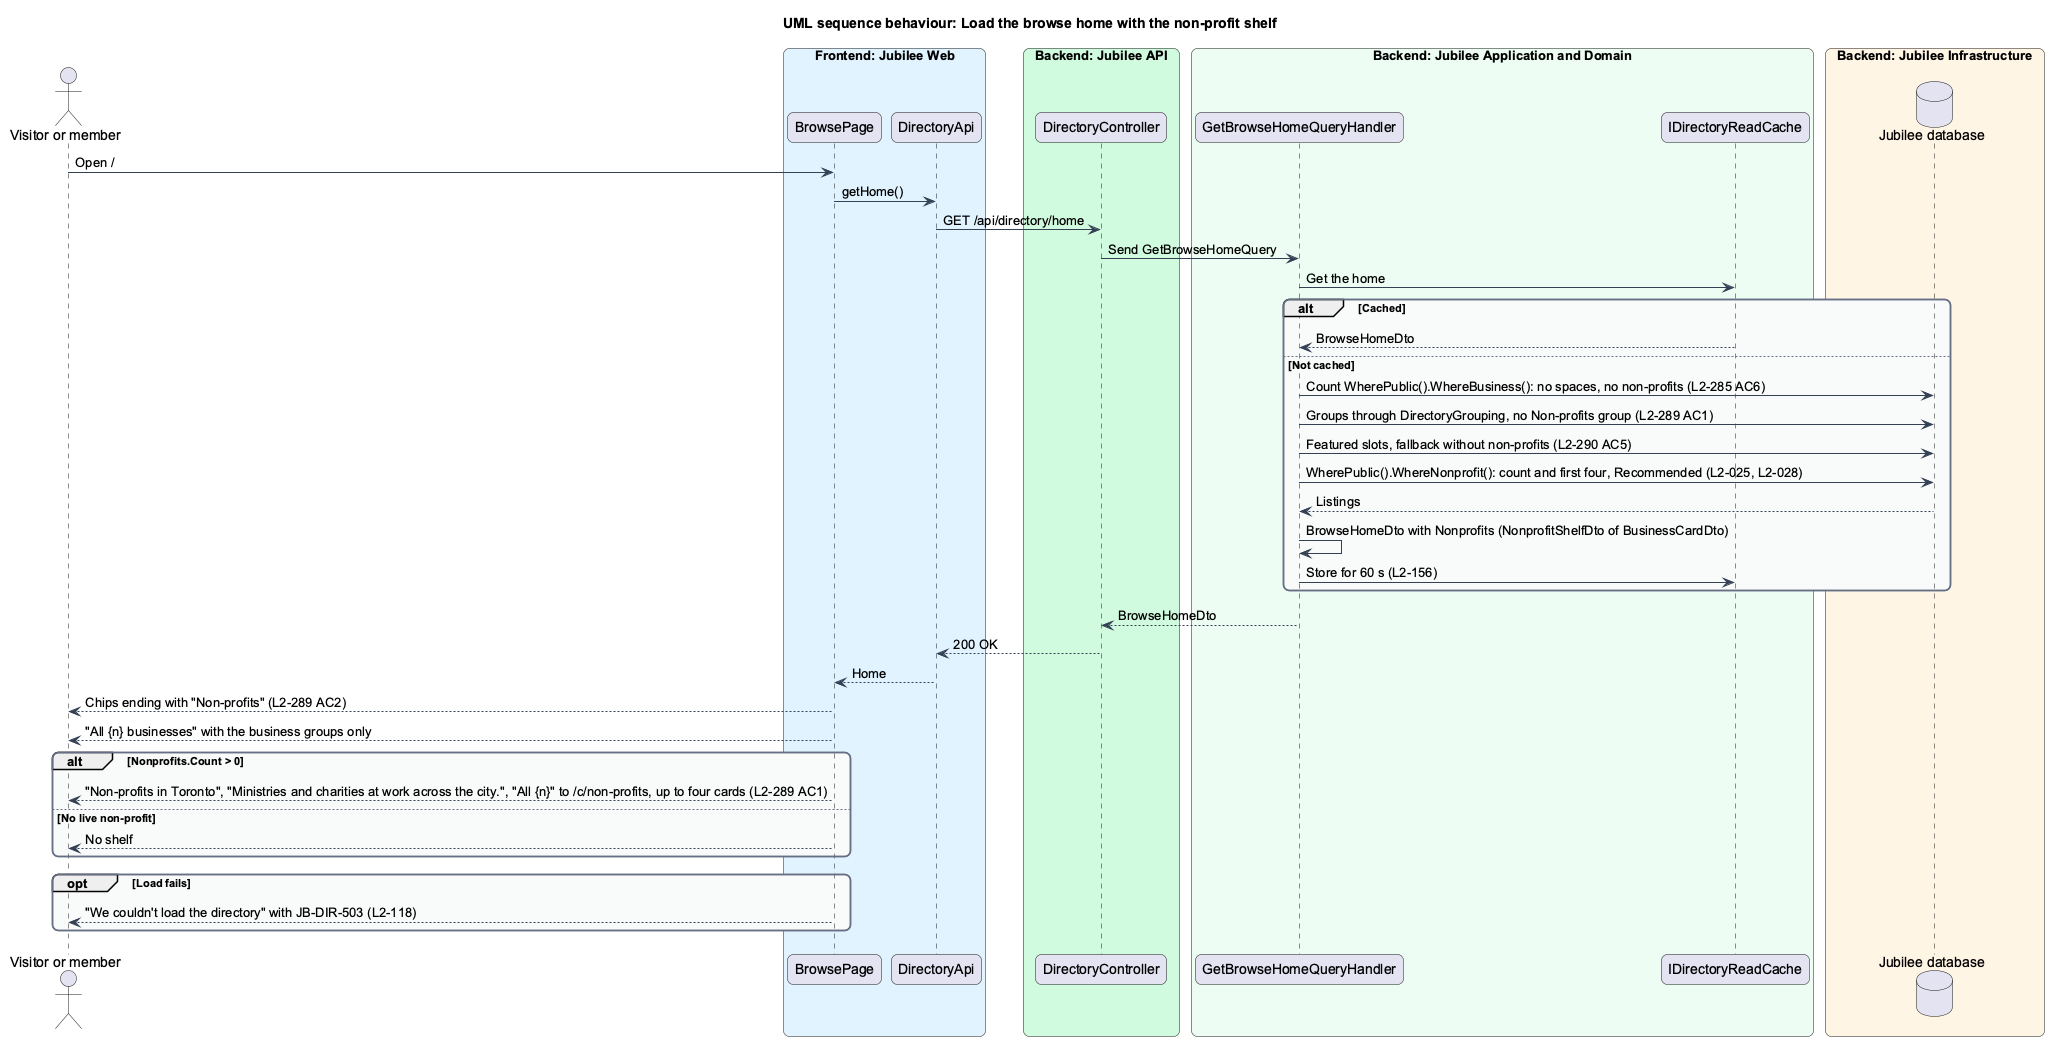 UML sequence behaviour: Load the browse home with the non-profit shelf
Frontend: Jubilee Web
Backend: Jubilee API
Backend: Jubilee Application and Domain
Backend: Jubilee Infrastructure
Visitor or member
BrowsePage
DirectoryApi
DirectoryController
GetBrowseHomeQueryHandler
IDirectoryReadCache
Jubilee database
Open /
getHome()
GET /api/directory/home
Send GetBrowseHomeQuery
Get the home
alt [Cached]
BrowseHomeDto
[Not cached]
Count WherePublic().WhereBusiness(): no spaces, no non-profits (L2-285 AC6)
Groups through DirectoryGrouping, no Non-profits group (L2-289 AC1)
Featured slots, fallback without non-profits (L2-290 AC5)
WherePublic().WhereNonprofit(): count and first four, Recommended (L2-025, L2-028)
Listings
BrowseHomeDto with Nonprofits (NonprofitShelfDto of BusinessCardDto)
Store for 60 s (L2-156)
BrowseHomeDto
200 OK
Home
Chips ending with "Non-profits" (L2-289 AC2)
"All {n} businesses" with the business groups only
alt [Nonprofits.Count > 0]
"Non-profits in Toronto", "Ministries and charities at work across the city.", "All {n}" to /c/non-profits, up to four cards (L2-289 AC1)
[No live non-profit]
No shelf
opt [Load fails]
"We couldn't load the directory" with JB-DIR-503 (L2-118)
Visitor or member
BrowsePage
DirectoryApi
DirectoryController
GetBrowseHomeQueryHandler
IDirectoryReadCache
Jubilee database